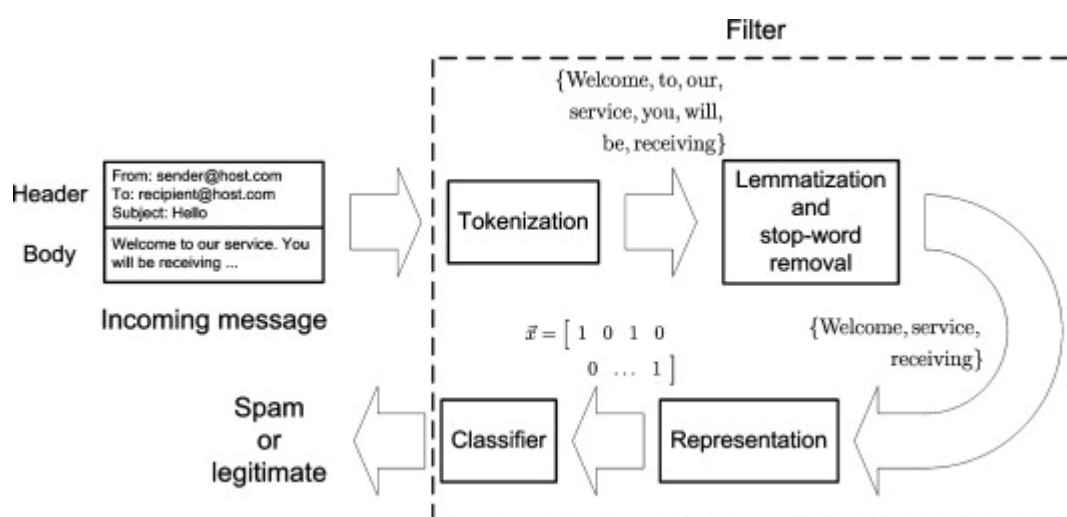 Filter
{Welcome, to, our,
service, you, will,
be, receiving}
Header
From: sender@host.com
To: recipient@host.com
Subject: Hello
Body
Welcome to our service. You
will be receiving ...
Incoming message
Tokenization
Lemmatization
and
stop-word
removal
{Welcome, service,
receiving}
x⃗ = [ 1 0 1 0
0 … 1 ]
Representation
Classifier
Spam
or
legitimate